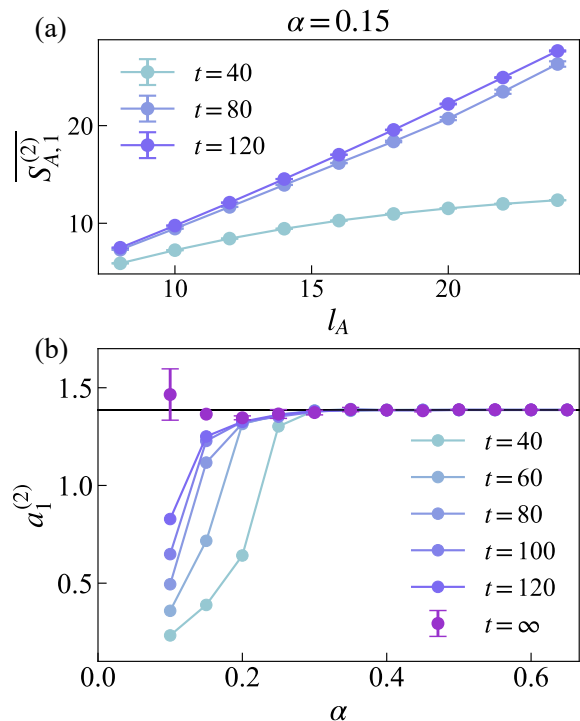 (a)
α = 0.15
t = 40
t = 80
t = 120
20
10
S_{A,1}^{(2)}
10 15 20
l_A
(b)
1.5
1.0
0.5
a_1^{(2)}
t = 40
t = 60
t = 80
t = 100
t = 120
t = ∞
0.0 0.2 0.4 0.6
α